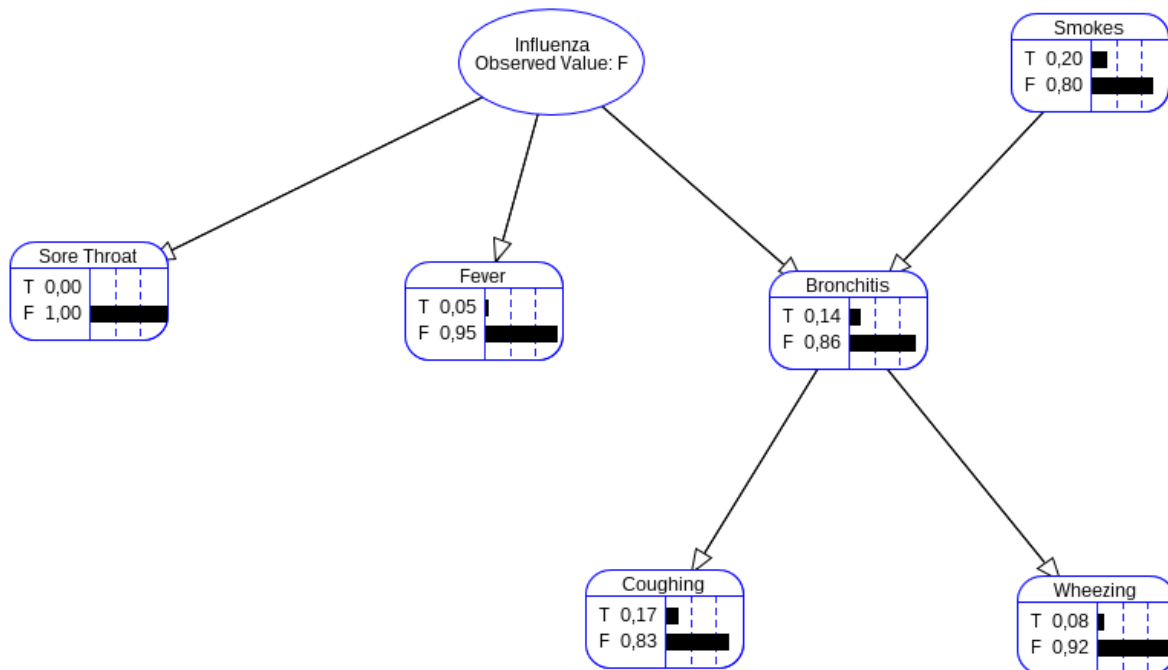 Influenza
Observed Value: F
Smokes
T 0,20
F 0,80
Sore Throat
T 0,00
F 1,00
Fever
T 0,05
F 0,95
Bronchitis
T 0,14
F 0,86
Coughing
T 0,17
F 0,83
Wheezing
T 0,08
F 0,92